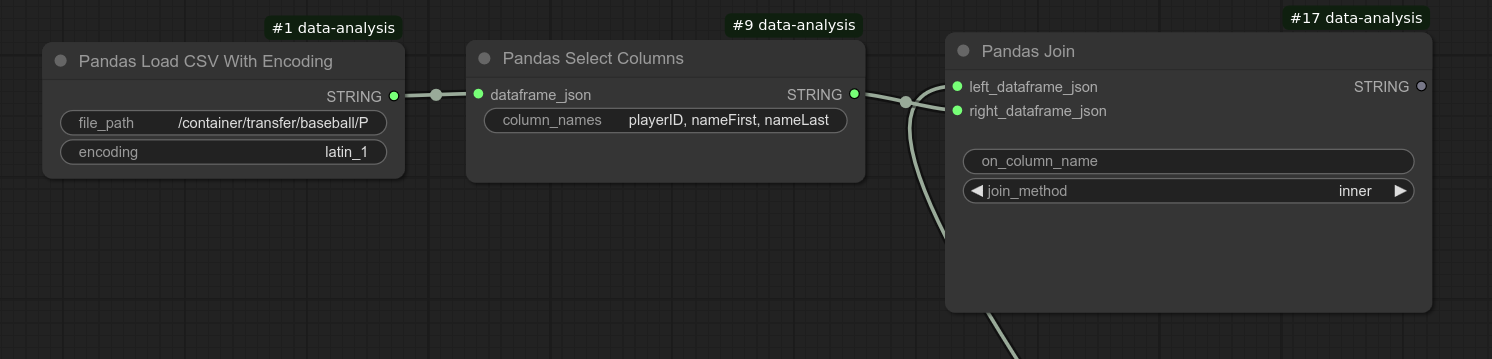 #1 data-analysis
Pandas Load CSV With Encoding
STRING
file_path /container/transfer/baseball/P
encoding latin_1
#9 data-analysis
Pandas Select Columns
dataframe_json STRING
column_names playerID, nameFirst, nameLast
#17 data-analysis
Pandas Join
left_dataframe_json STRING
right_dataframe_json
on_column_name
join_method inner